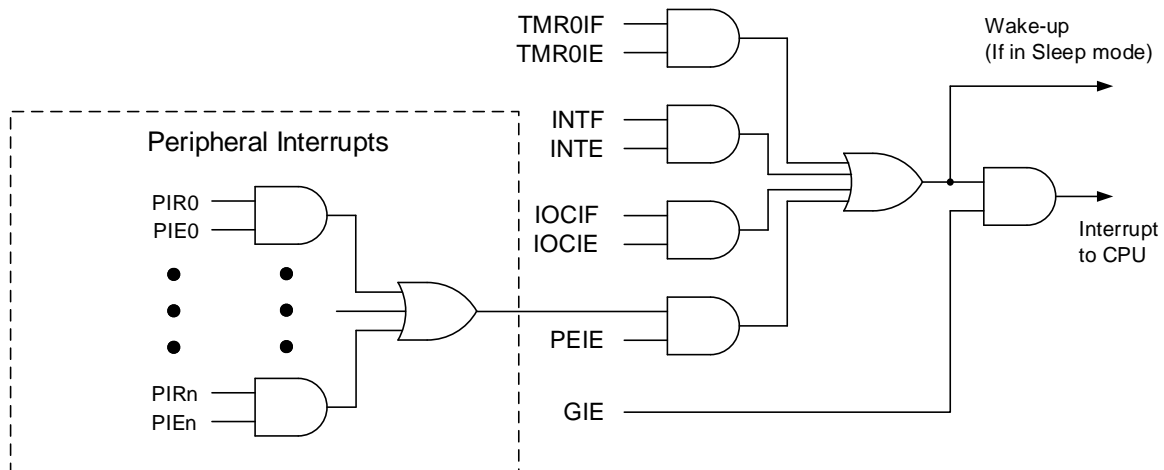 TMR0IF
TMR0IE
Wake-up
(If in Sleep mode)
INTF
INTE
Peripheral Interrupts
PIR0
PIE0
IOCIF
IOCIE
Interrupt
to CPU
PEIE
PIRn
PIEn
GIE